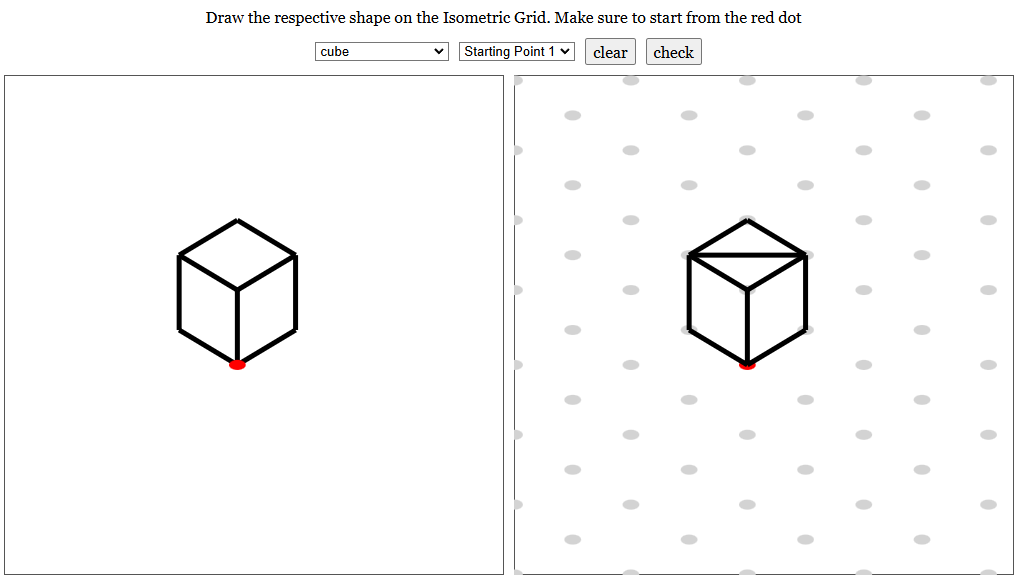 Draw the respective shape on the Isometric Grid. Make sure to start from the red dot
cube Starting Point 1 clear check